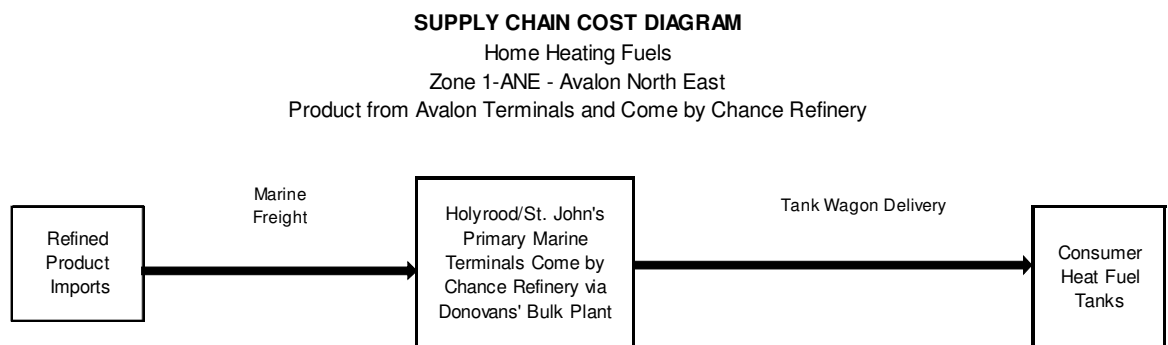 SUPPLY CHAIN COST DIAGRAM
Home Heating Fuels
Zone 1-ANE - Avalon North East
Product from Avalon Terminals and Come by Chance Refinery
Refined
Product
Imports
Marine
Freight
Holyrood/St. John's
Primary Marine
Terminals Come by
Chance Refinery via
Donovans' Bulk Plant
Tank Wagon Delivery
Consumer
Heat Fuel
Tanks